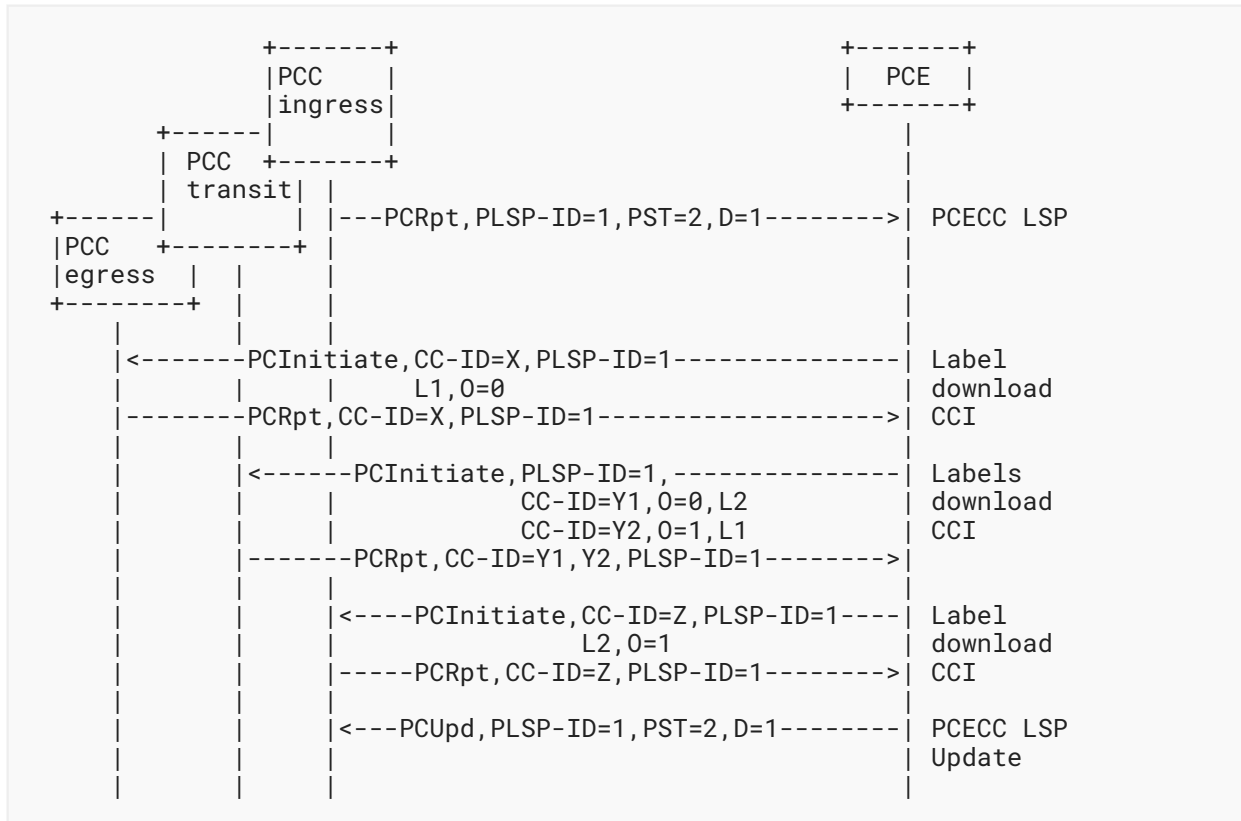 +-------+                              +-------+
                  |PCC    |                              |  PCE  |
                  |ingress|                              +-------+
           +------|       |                                  |
           | PCC  +-------+                                  |
           | transit| |                                      |
    +------|        | |---PCRpt,PLSP-ID=1,PST=2,D=1-------->| PCECC LSP
    |PCC   +--------+ |                                      |
    |egress  |  |     |                                      |
    +--------+  |     |                                      |
        |       |     |                                      |
        |<-------PCInitiate,CC-ID=X,PLSP-ID=1---------------| Label
        |       |     |     L1,O=0                           | download
        |--------PCRpt,CC-ID=X,PLSP-ID=1------------------->| CCI
        |       |     |                                      |
        |       |<------PCInitiate,PLSP-ID=1,---------------| Labels
        |       |     |            CC-ID=Y1,O=0,L2           | download
        |       |     |            CC-ID=Y2,O=1,L1           | CCI
        |       |-------PCRpt,CC-ID=Y1,Y2,PLSP-ID=1-------->|
        |       |     |                                      |
        |       |     |<----PCInitiate,CC-ID=Z,PLSP-ID=1----| Label
        |       |     |                L2,O=1                | download
        |       |     |-----PCRpt,CC-ID=Z,PLSP-ID=1-------->| CCI
        |       |     |                                      |
        |       |     |<---PCUpd,PLSP-ID=1,PST=2,D=1--------| PCECC LSP
        |       |     |                                      | Update
        |       |     |                                      |